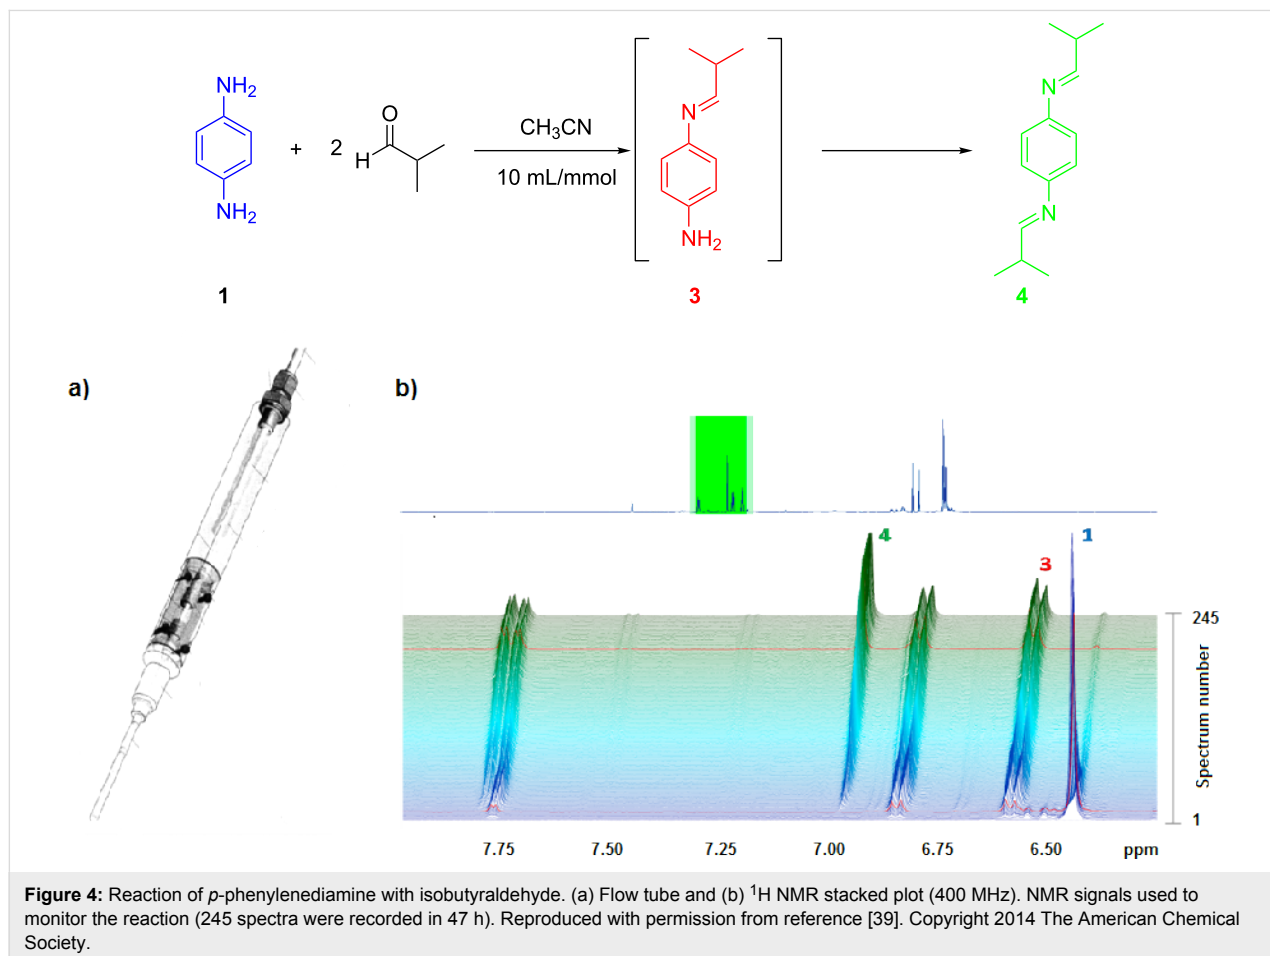 NH2
NH2
1
+
2
O
H
CH3CN
10 mL/mmol
N
NH2
3
N
N
4
a)
b)
4
3
1
245
Spectrum number
1
7.75 7.50 7.25 7.00 6.75 6.50 ppm
Figure 4: Reaction of p-phenylenediamine with isobutyraldehyde. (a) Flow tube and (b) 1H NMR stacked plot (400 MHz). NMR signals used to
monitor the reaction (245 spectra were recorded in 47 h). Reproduced with permission from reference [39]. Copyright 2014 The American Chemical
Society.